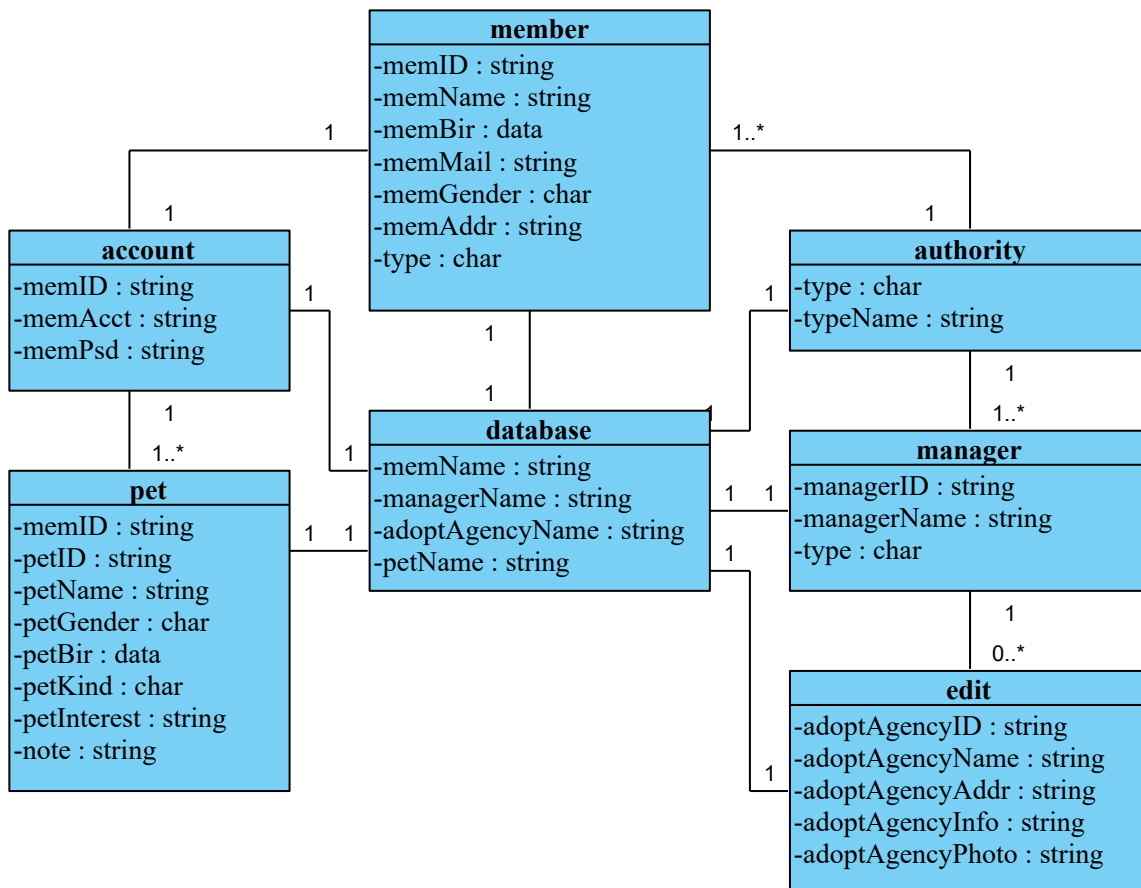 member
-memID : string
-memName : string
-memBir : data
-memMail : string
-memGender : char
-memAddr : string
-type : char
1
1..*
1
1
account
-memID : string
-memAcct : string
-memPsd : string
authority
-type : char
-typeName : string
1
1
1
1
1
1
1
1
1..*
1
1..*
database
-memName : string
-managerName : string
-adoptAgencyName : string
-petName : string
pet
-memID : string
-petID : string
-petName : string
-petGender : char
-petBir : data
-petKind : char
-petInterest : string
-note : string
manager
-managerID : string
-managerName : string
-type : char
1
1
1
1
1
1
0..*
1
edit
-adoptAgencyID : string
-adoptAgencyName : string
-adoptAgencyAddr : string
-adoptAgencyInfo : string
-adoptAgencyPhoto : string